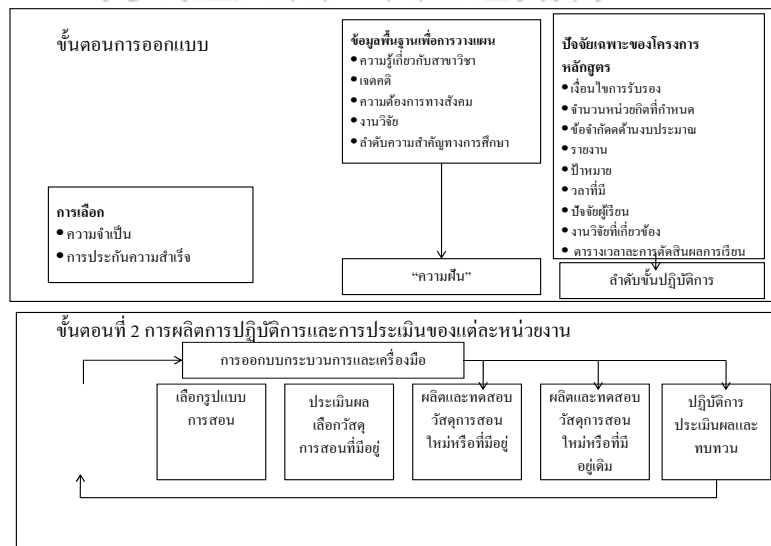 ขั้นตอนการออกแบบ
ข้อมูลพื้นฐานเพื่อการวางแผน
• ความรู้เกี่ยวกับสาขาวิชา
• เจตคติ
• ความต้องการทางสังคม
• งานวิจัย
• ลำดับความสำคัญทางการศึกษา
ปัจจัยเฉพาะของโครงการ
หลักสูตร
• เงื่อนไขการรับรอง
• จำนวนหน่วยกิตที่กำหนด
• ข้อจำกัดด้านงบประมาณ
• รายงาน
• ป้าหมาย
• วลาที่มี
• ปัจจัยผู้เรียน
• งานวิจัยที่เกี่ยวข้อง
• ตารางเวลาละการตัดสินผลการเรียน
การเลือก
• ความจำเป็น
• การประกันความสำเร็จ
“ความฝัน”
ลำดับขั้นปฏิบัติการ
ขั้นตอนที่ 2 การผลิตการปฏิบัติการและการประเมินของแต่ละหน่วยงาน
การออกบบกระบวนการและเครื่องมือ
เลือกรูปแบบ
การสอน
ประเมินผล
เลือกวัสดุ
การสอนที่มีอยู่
ผลิตและทดสอบ
วัสดุการสอน
ใหม่หรือที่มีอยู่
ผลิตและทดสอบ
วัสดุการสอน
ใหม่หรือที่มี
อยู่เดิม
ปฏิบัติการ
ประเมินผลและ
ทบทวน